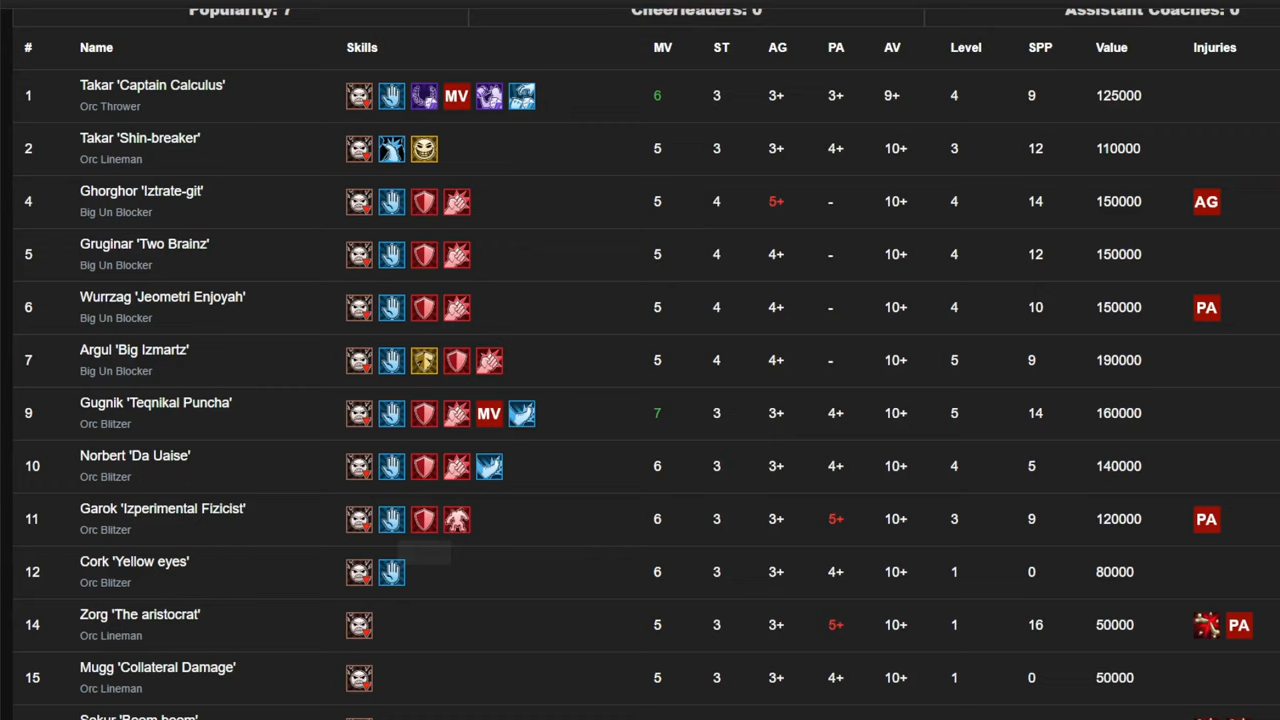 Popularity: 7 Cheerleaders: 0 Assistant Coaches: 0
# Name Skills MV ST AG PA AV Level SPP Value Injuries
1 Takar 'Captain Calculus' MV 6 3 3+ 3+ 9+ 4 9 125000
Orc Thrower
2 Takar 'Shin-breaker' 5 3 3+ 4+ 10+ 3 12 110000
Orc Lineman
4 Ghorghor 'Iztrate-git' 5 4 5+ - 10+ 4 14 150000 AG
Big Un Blocker
5 Gruginar 'Two Brainz' 5 4 4+ - 10+ 4 12 150000
Big Un Blocker
6 Wurrzag 'Jeometri Enjoyah' 5 4 4+ - 10+ 4 10 150000 PA
Big Un Blocker
7 Argul 'Big Izmartz' 5 4 4+ - 10+ 5 9 190000
Big Un Blocker
9 Gugnik 'Teqnikal Puncha' MV 7 3 3+ 4+ 10+ 5 14 160000
Orc Blitzer
10 Norbert 'Da Uaise' 6 3 3+ 4+ 10+ 4 5 140000
Orc Blitzer
11 Garok 'Izperimental Fizicist' 6 3 3+ 5+ 10+ 3 9 120000 PA
Orc Blitzer
12 Cork 'Yellow eyes' 6 3 3+ 4+ 10+ 1 0 80000
Orc Blitzer
14 Zorg 'The aristocrat' 5 3 3+ 5+ 10+ 1 16 50000 PA
Orc Lineman
15 Mugg 'Collateral Damage' 5 3 3+ 4+ 10+ 1 0 50000
Orc Lineman